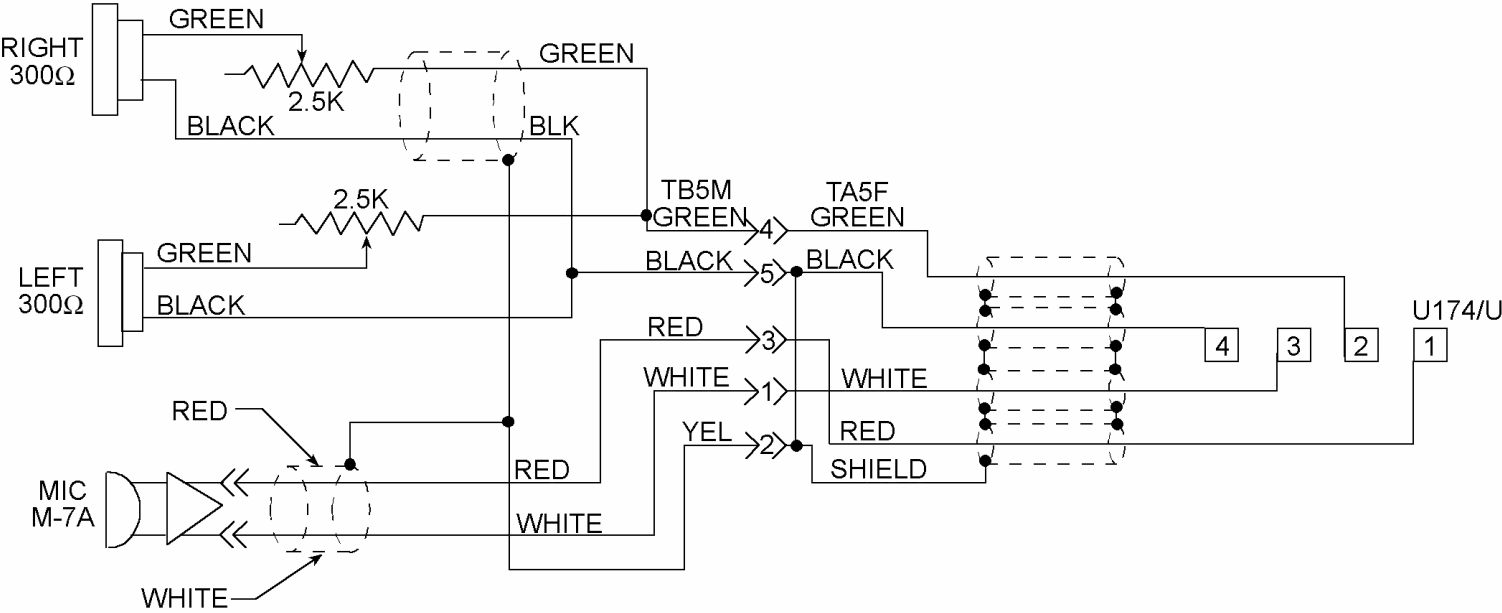 GREEN
RIGHT
300Ω
2.5K
GREEN
BLACK
BLK
2.5K
TB5M
GREEN
TA5F
GREEN
4
GREEN
LEFT
300Ω
BLACK
BLACK
5
BLACK
RED
3
U174/U
4
3
2
1
WHITE
1
WHITE
RED
YEL
2
RED
SHIELD
MIC
M-7A
RED
WHITE
WHITE